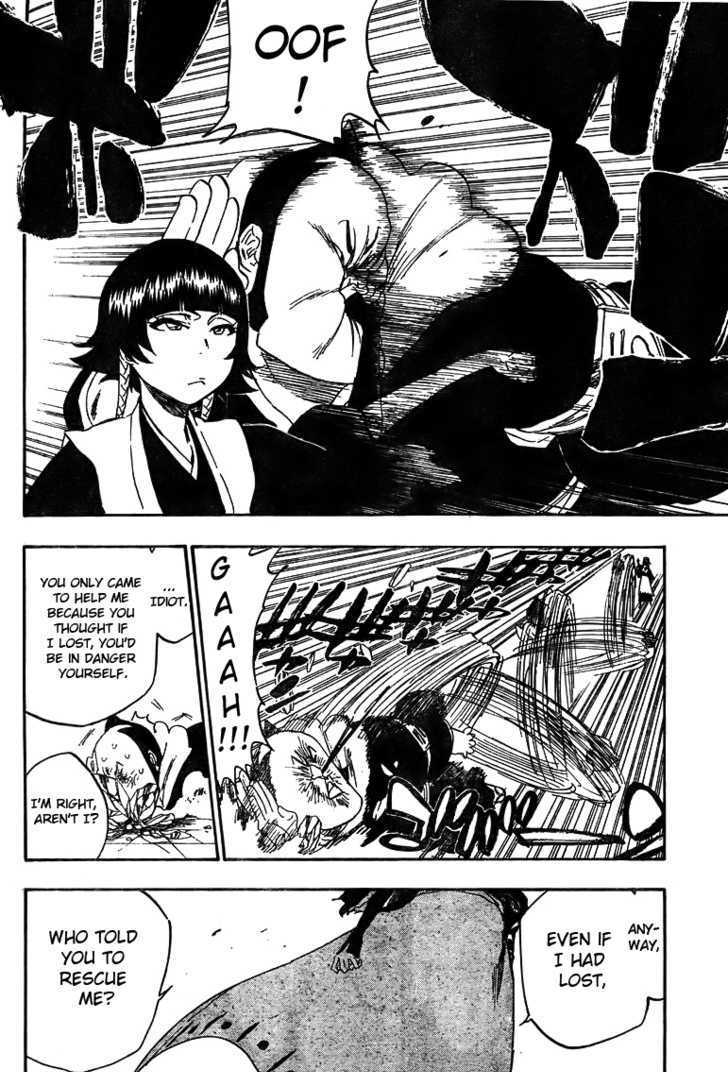 OOF
!
GAAAH!!!
...
IDIOT.
YOU ONLY CAME
TO HELP ME
BECAUSE YOU
THOUGHT IF
I LOST, YOU'D
BE IN DANGER
YOURSELF.
I'M RIGHT,
AREN'T I?
ANY-
WAY,
EVEN IF
I HAD
LOST,
WHO TOLD
YOU TO
RESCUE
ME?